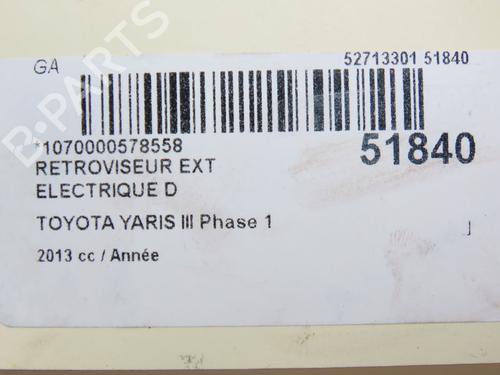 GA
52713301 51840
*1070000578558
51840
RETROVISEUR EXT
ELECTRIQUE D
TOYOTA YARIS III Phase 1
2013 cc / Année
B-PARTS